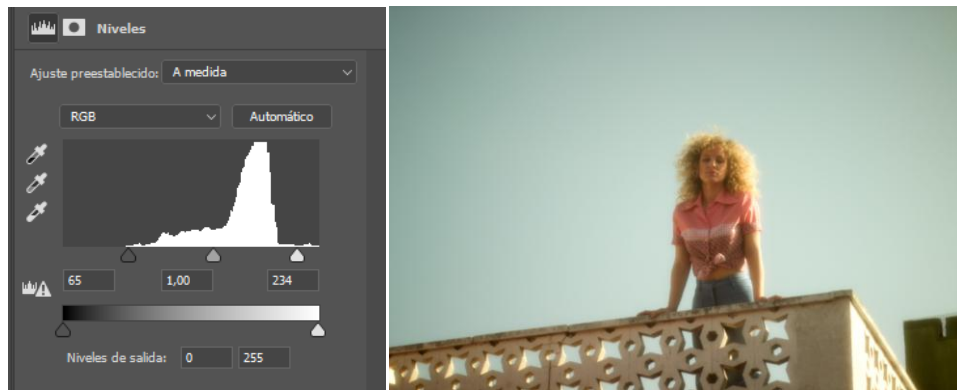 Niveles
Ajuste preestablecido: A medida
RGB Automático
65 1,00 234
Niveles de salida: 0 255